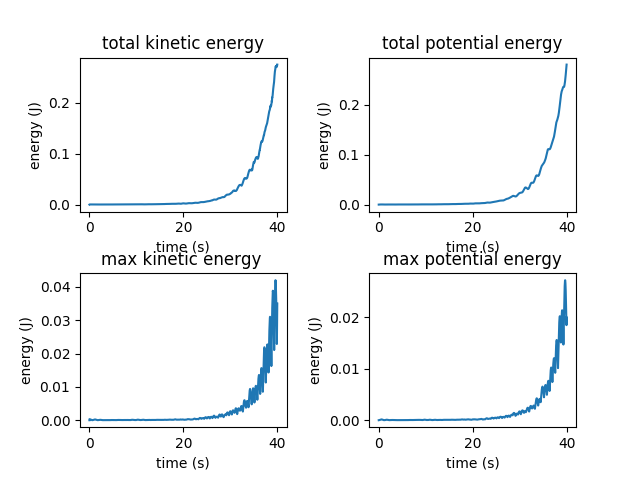 total kinetic energy
energy (J)
0.2
0.1
0.0
0
20
40
time (s)
total potential energy
energy (J)
0.2
0.1
0.0
0
20
40
time (s)
max kinetic energy
energy (J)
0.04
0.03
0.02
0.01
0.00
0
20
40
time (s)
max potential energy
energy (J)
0.02
0.01
0.00
0
20
40
time (s)